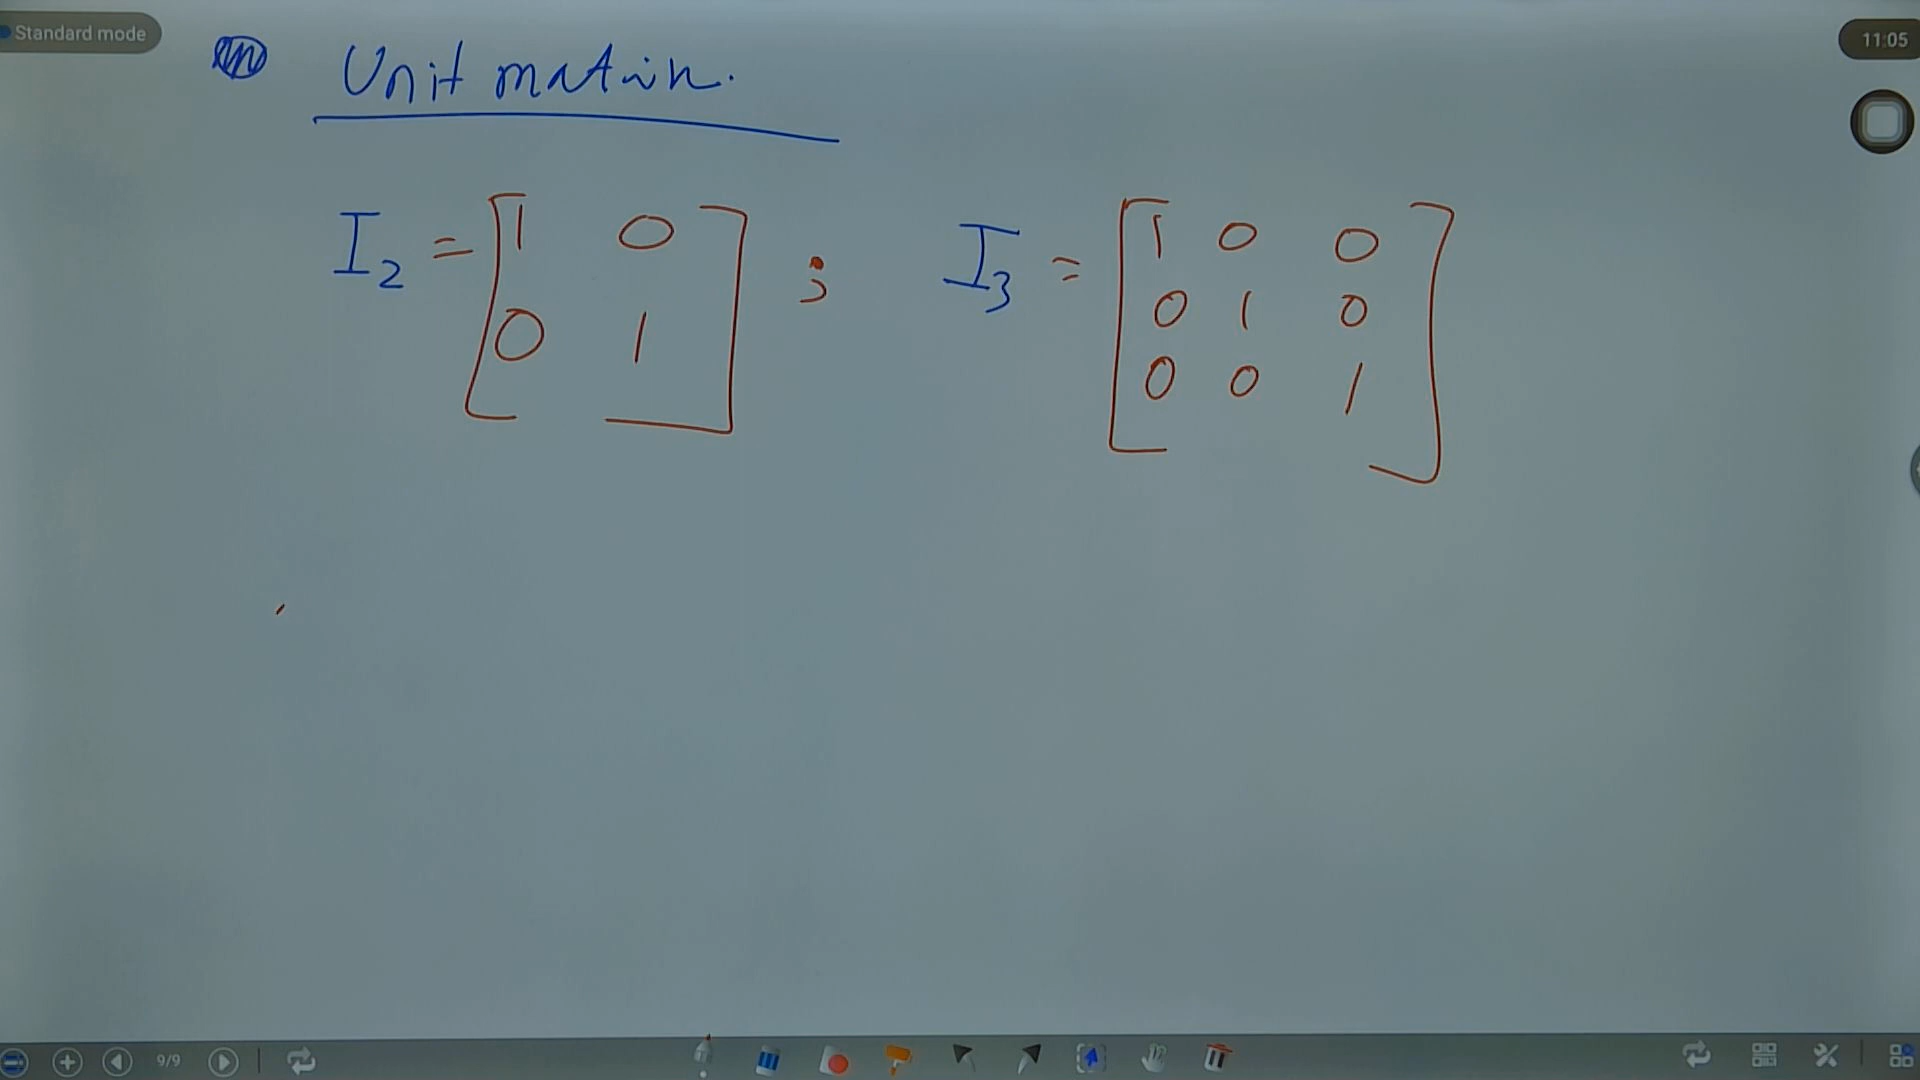 Standard mode
11:05
Unit matrix.
I₂ = [1 0
0 1] ; I₃ = [1 0 0
0 1 0
0 0 1]
9/9